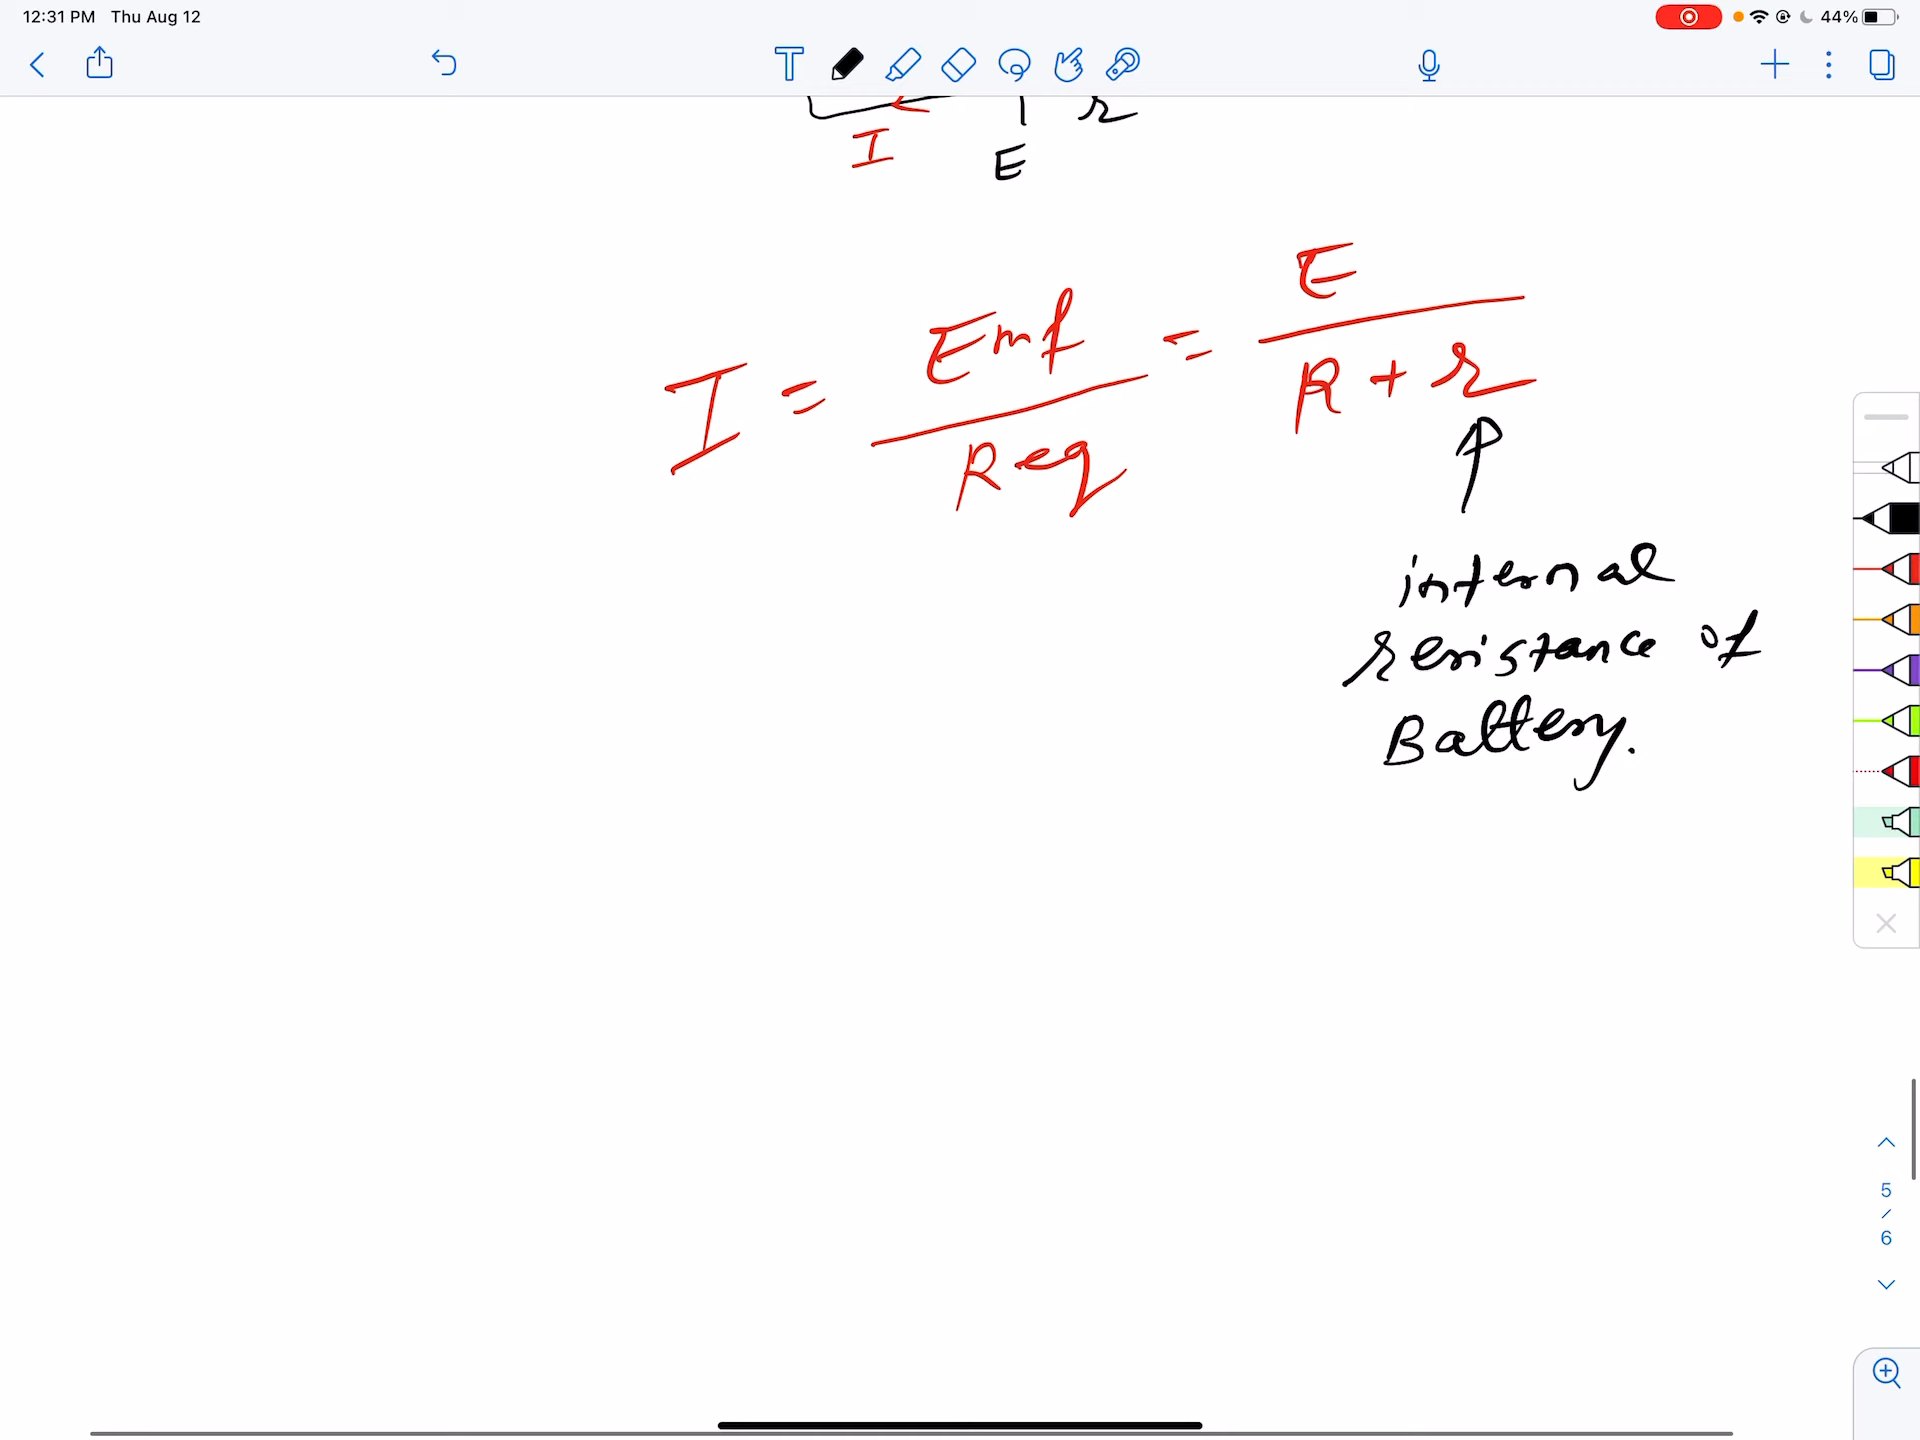 12:31 PM Thu Aug 12
44%
T
I
E
r
I = Emf / Req = E / R + r
internal
resistance of
Battery.
5
/
6